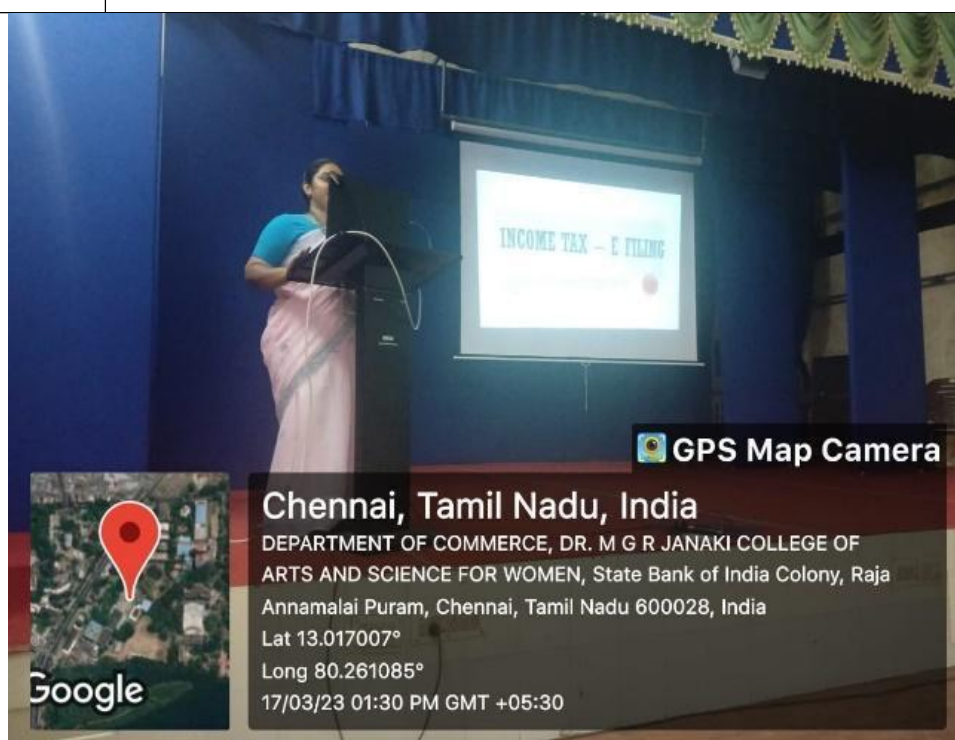 INCOME TAX – E FILING
GPS Map Camera
Chennai, Tamil Nadu, India
DEPARTMENT OF COMMERCE, DR. M G R JANAKI COLLEGE OF
ARTS AND SCIENCE FOR WOMEN, State Bank of India Colony, Raja
Annamalai Puram, Chennai, Tamil Nadu 600028, India
Lat 13.017007°
Long 80.261085°
17/03/23 01:30 PM GMT +05:30
Google